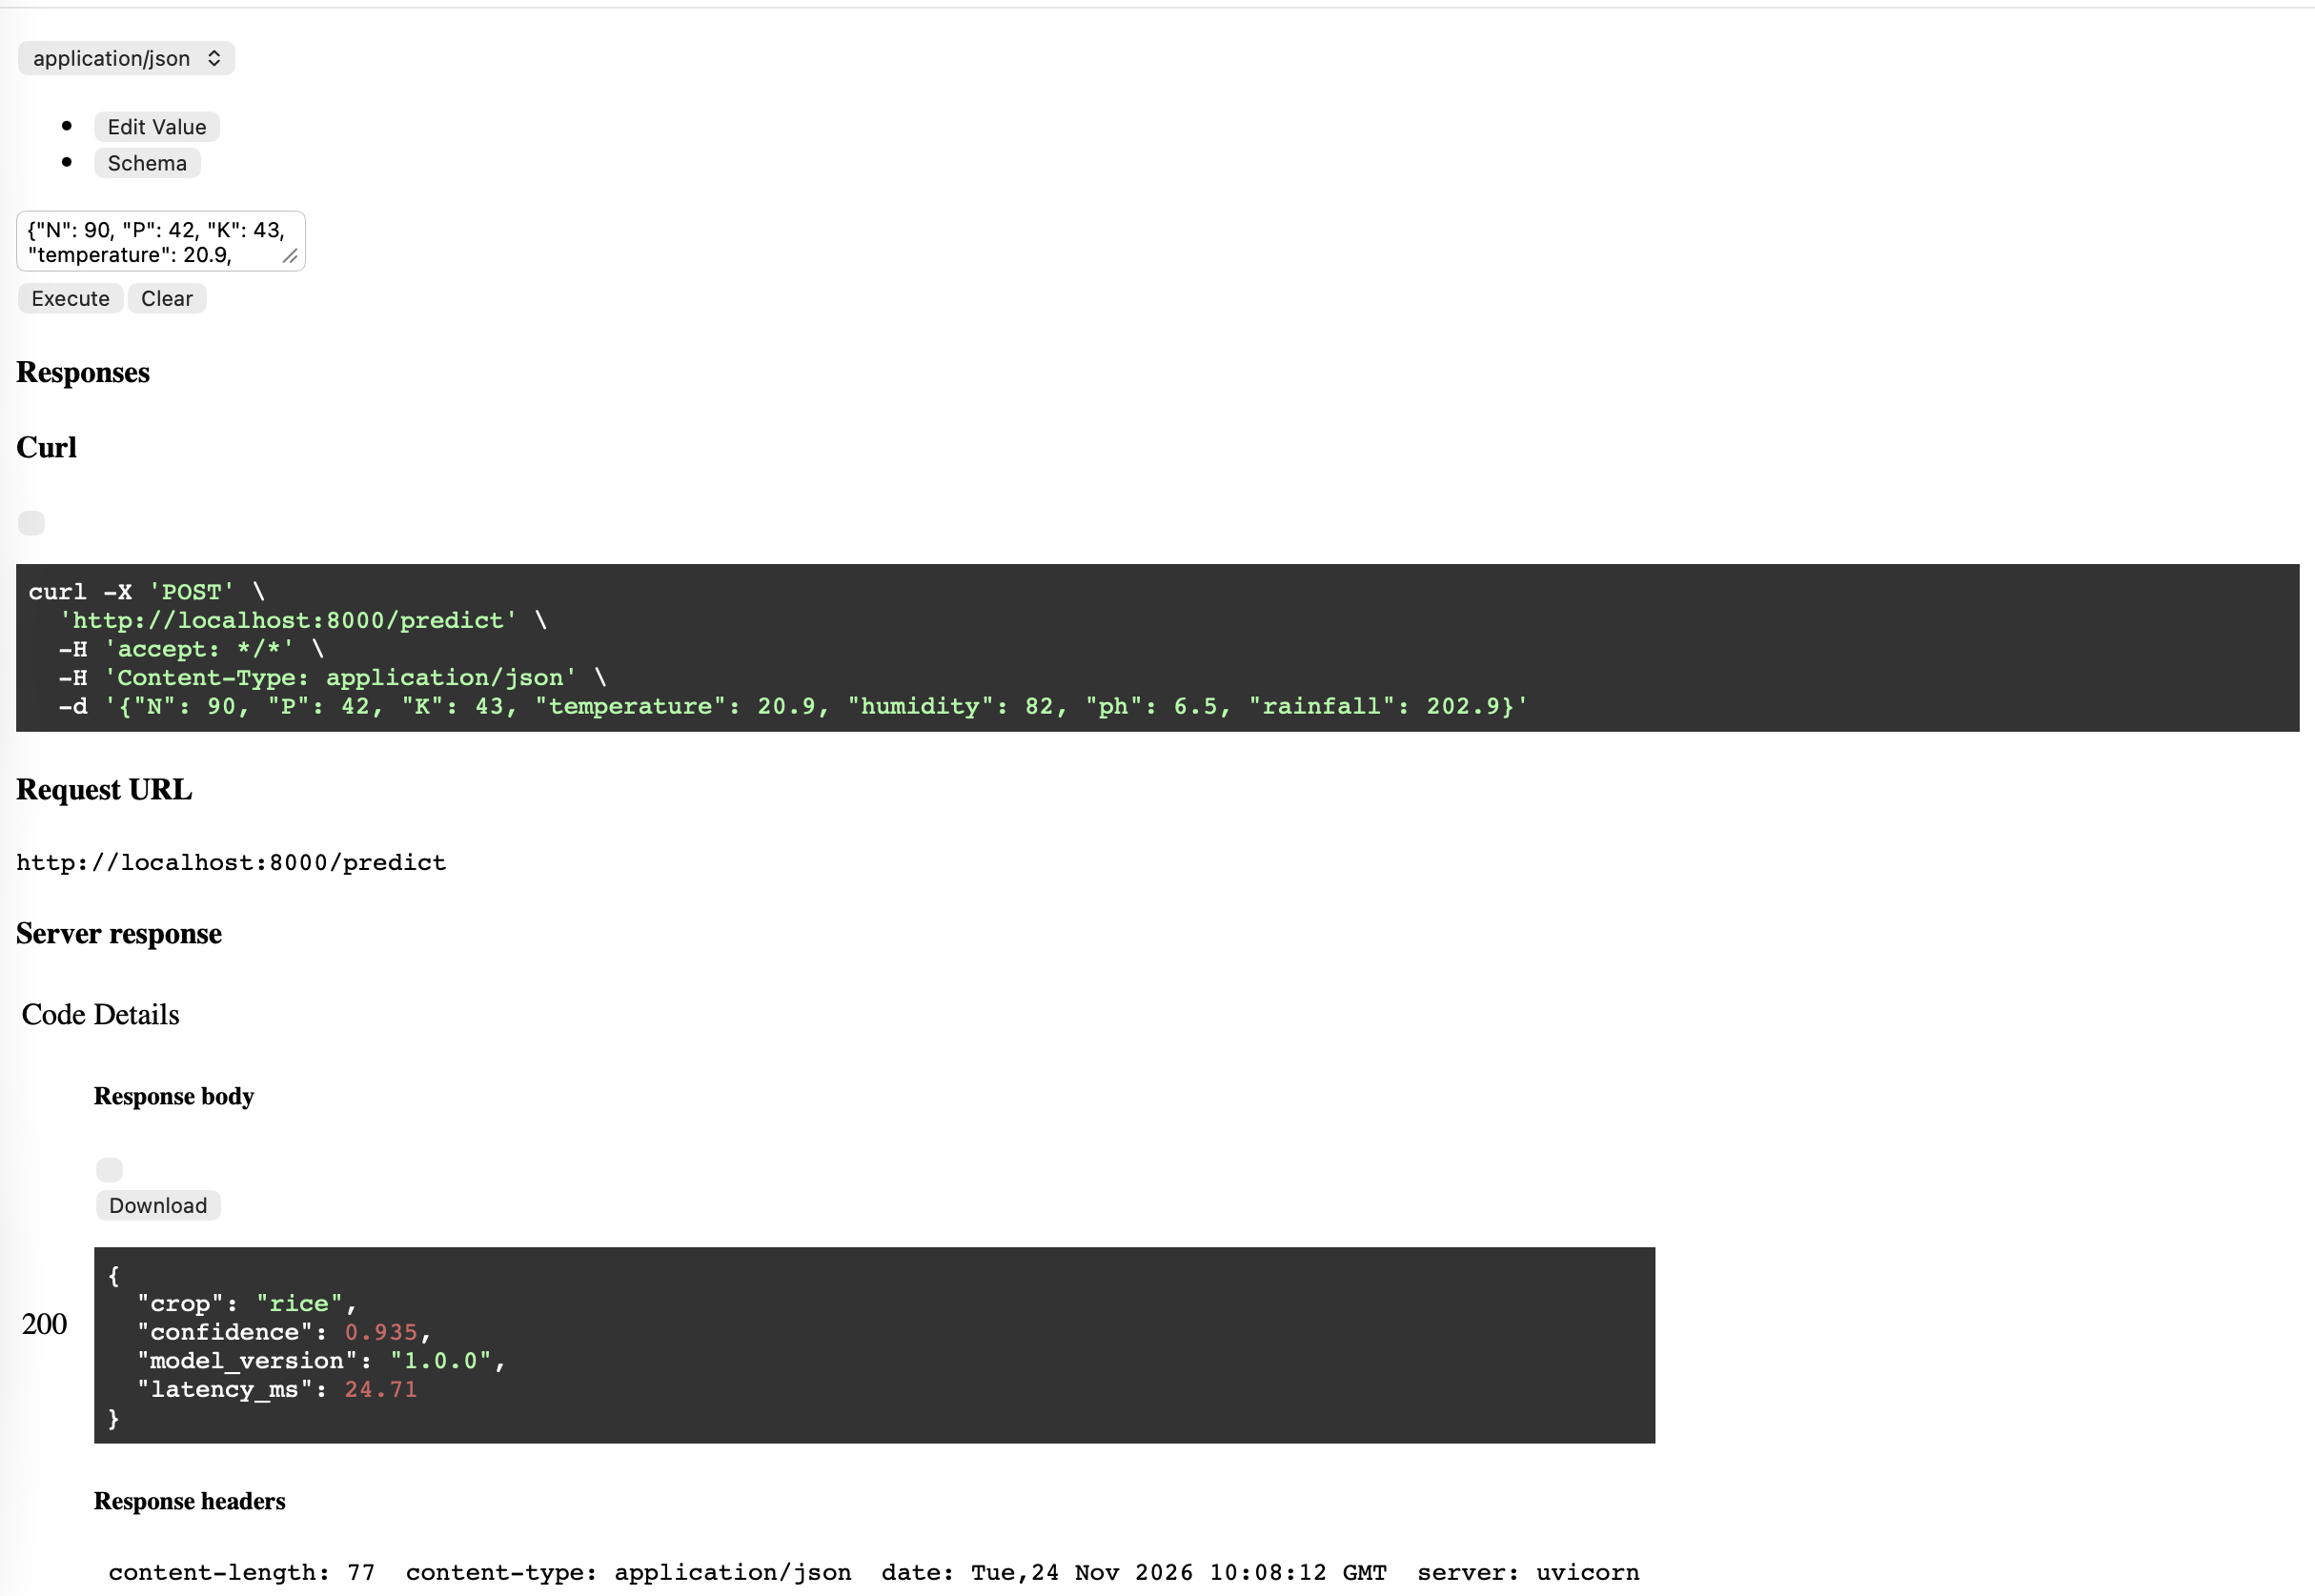 application/json
Edit Value
Schema
{"N": 90, "P": 42, "K": 43,
"temperature": 20.9,
Execute Clear
Responses
Curl
curl -X 'POST' \
  'http://localhost:8000/predict' \
  -H 'accept: */*' \
  -H 'Content-Type: application/json' \
  -d '{"N": 90, "P": 42, "K": 43, "temperature": 20.9, "humidity": 82, "ph": 6.5, "rainfall": 202.9}'
Request URL
http://localhost:8000/predict
Server response
Code Details
Response body
Download
200
{
  "crop": "rice",
  "confidence": 0.935,
  "model_version": "1.0.0",
  "latency_ms": 24.71
}
Response headers
content-length: 77  content-type: application/json  date: Tue,24 Nov 2026 10:08:12 GMT  server: uvicorn